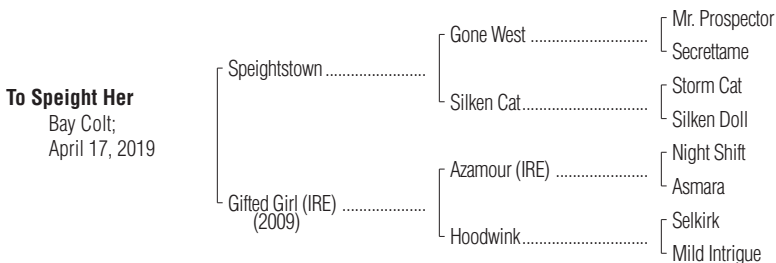 To Speight Her
Bay Colt;
April 17, 2019
Speightstown
Gifted Girl (IRE)
(2009)
Gone West
Silken Cat
Azamour (IRE)
Hoodwink
Mr. Prospector
Secrettame
Storm Cat
Silken Doll
Night Shift
Asmara
Selkirk
Mild Intrigue